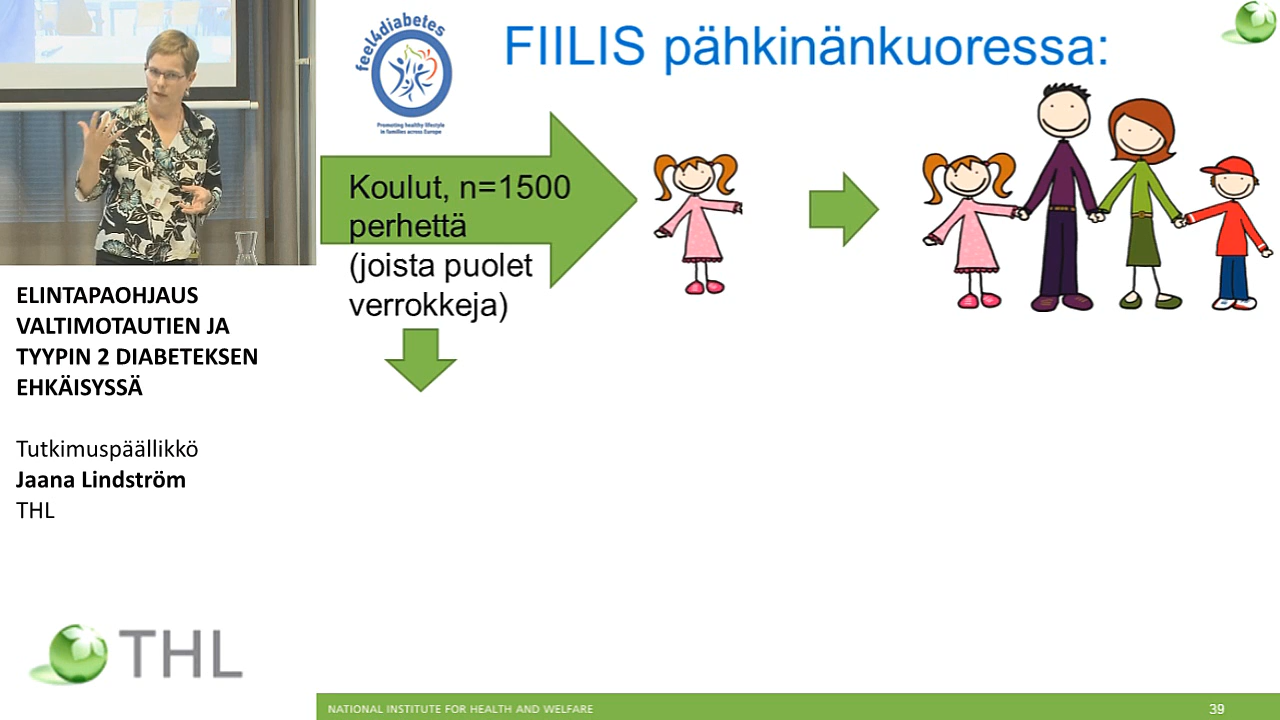 feel4diabetes
Promoting healthy lifestyle
in families across Europe
FIILIS pähkinänkuoressa:
Koulut, n=1500
perhettä
(joista puolet
verrokkeja)
ELINTAPAOHJAUS
VALTIMOTAUTIEN JA
TYYPIN 2 DIABETEKSEN
EHKÄISYSSÄ
Tutkimuspäällikkö
Jaana Lindström
THL
THL
NATIONAL INSTITUTE FOR HEALTH AND WELFARE
39